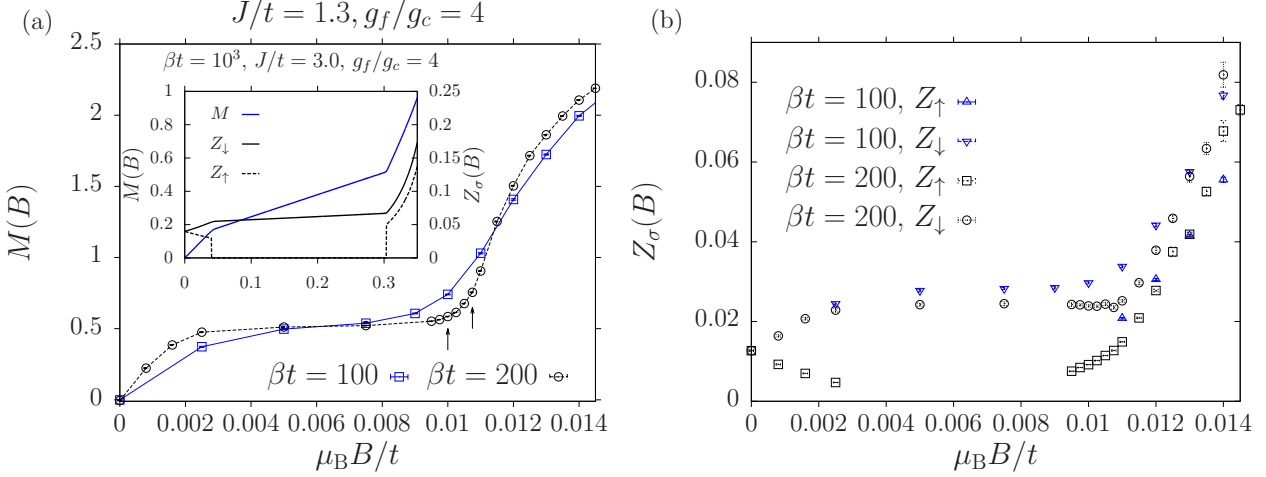 (a)
J/t = 1.3, g_f/g_c = 4
M(B)
2.5
2
1.5
1
0.5
0
0 0.002 0.004 0.006 0.008 0.01 0.012 0.014
μ_B B/t
βt = 100
βt = 200
βt = 10³, J/t = 3.0, g_f/g_c = 4
M
Z_↓
Z_↑
M(B)
1
0.8
0.6
0.4
0.2
0
0 0.1 0.2 0.3
0.25
0.2
0.15
0.1
0.05
0
Z_σ(B)
(b)
Z_σ(B)
0.08
0.06
0.04
0.02
0
0 0.002 0.004 0.006 0.008 0.01 0.012 0.014
μ_B B/t
βt = 100, Z_↑
βt = 100, Z_↓
βt = 200, Z_↑
βt = 200, Z_↓